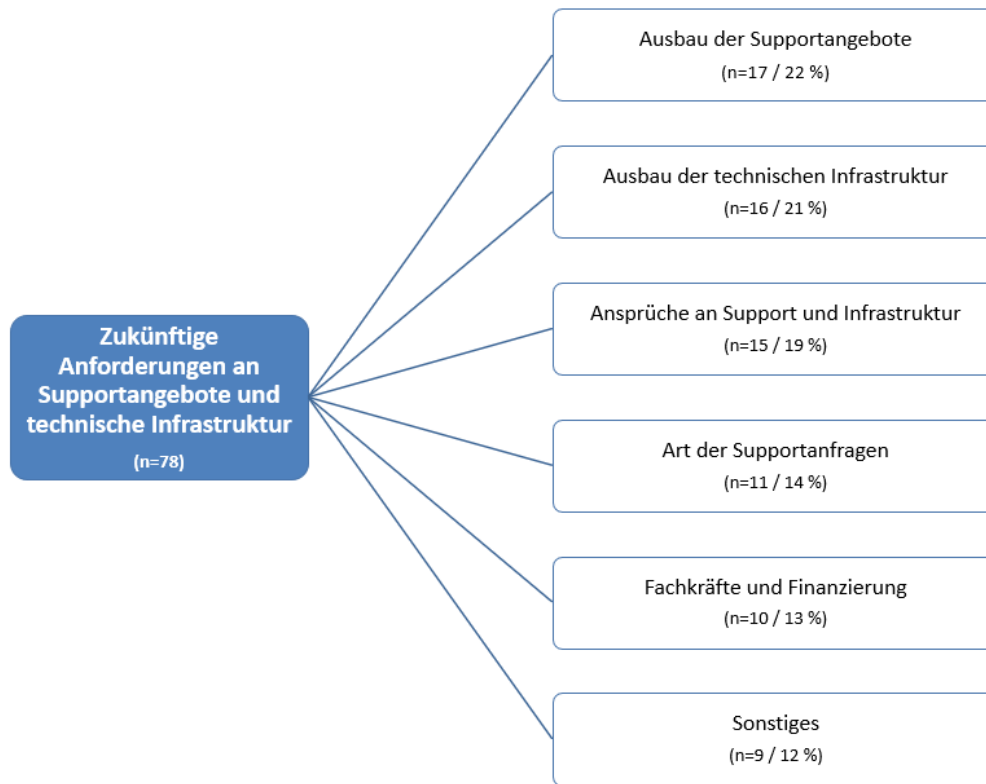 Ausbau der Supportangebote
(n=17 / 22 %)
Ausbau der technischen Infrastruktur
(n=16 / 21 %)
Ansprüche an Support und Infrastruktur
(n=15 / 19 %)
Zukünftige
Anforderungen an
Supportangebote und
technische Infrastruktur
(n=78)
Art der Supportanfragen
(n=11 / 14 %)
Fachkräfte und Finanzierung
(n=10 / 13 %)
Sonstiges
(n=9 / 12 %)